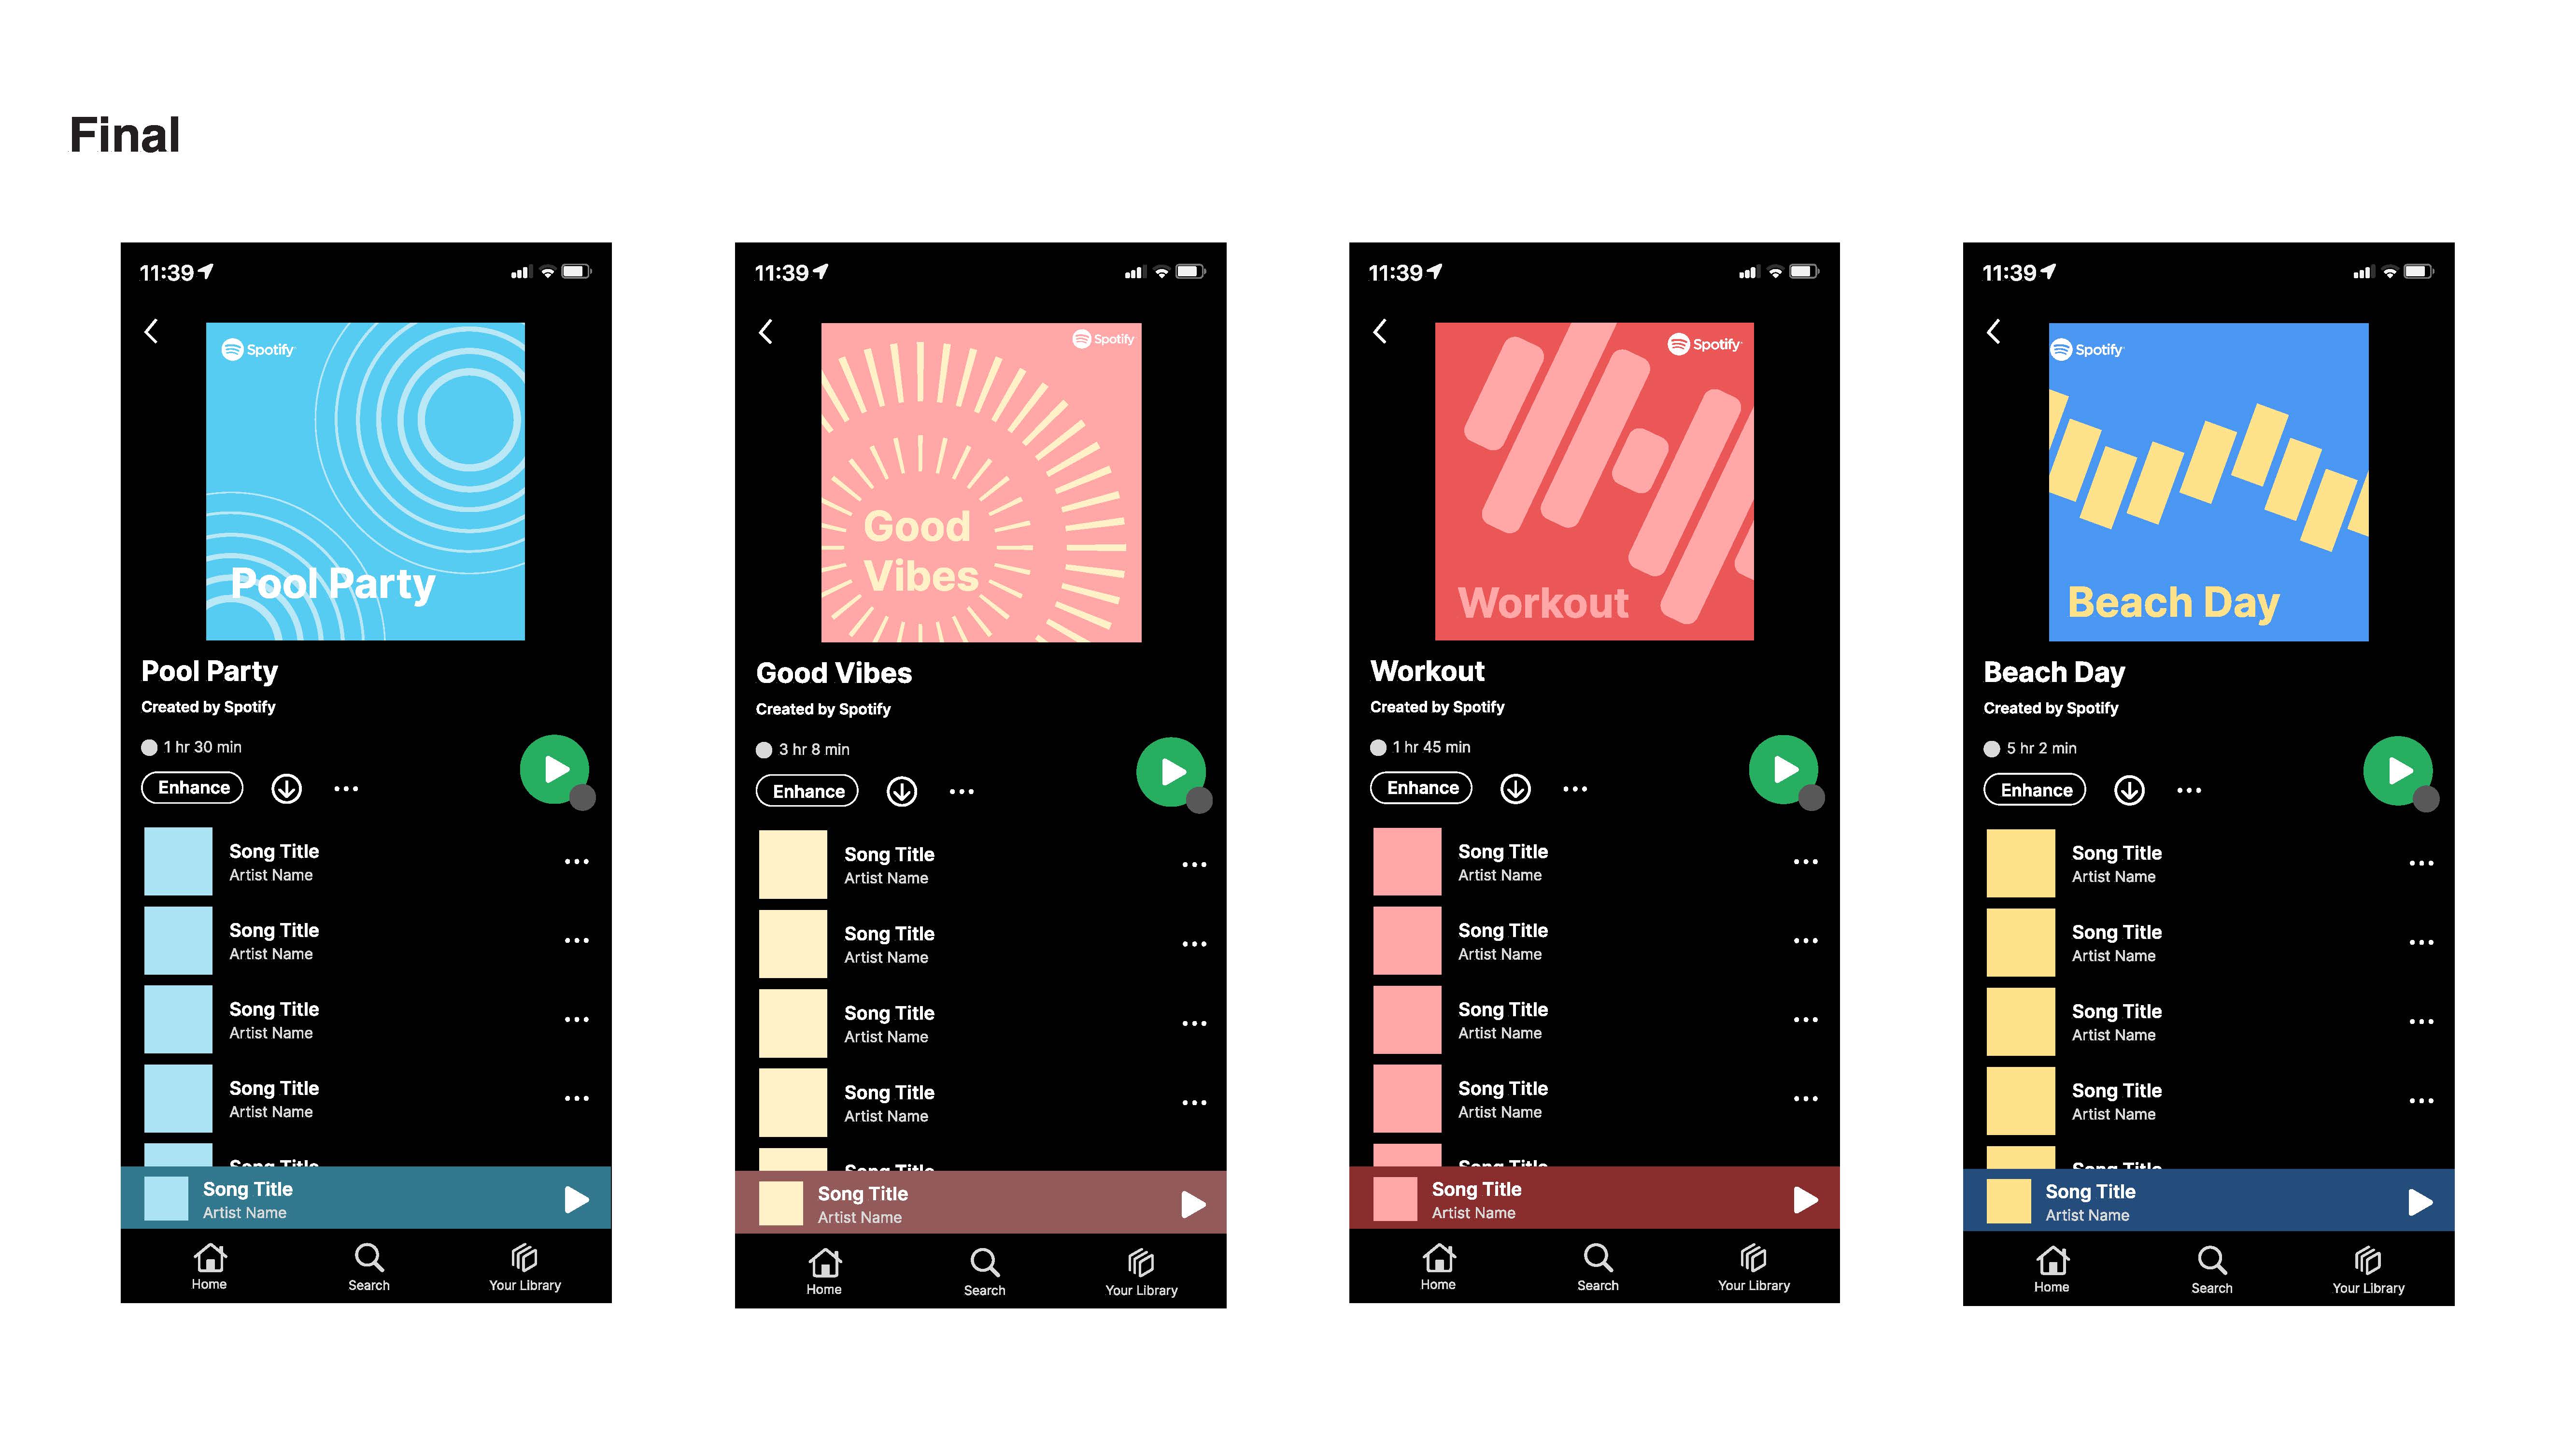 Final
11:39
Spotify
Pool Party
Pool Party
Created by Spotify
1 hr 30 min
Enhance
Song Title
Artist Name
Song Title
Artist Name
Song Title
Artist Name
Song Title
Artist Name
Song Title
Song Title
Artist Name
Home Search Your Library
11:39
Spotify
Good
Vibes
Good Vibes
Created by Spotify
3 hr 8 min
Enhance
Song Title
Artist Name
Song Title
Artist Name
Song Title
Artist Name
Song Title
Artist Name
Song Title
Song Title
Artist Name
Home Search Your Library
11:39
Spotify
Workout
Workout
Created by Spotify
1 hr 45 min
Enhance
Song Title
Artist Name
Song Title
Artist Name
Song Title
Artist Name
Song Title
Artist Name
Song Title
Song Title
Artist Name
Home Search Your Library
11:39
Spotify
Beach Day
Beach Day
Created by Spotify
5 hr 2 min
Enhance
Song Title
Artist Name
Song Title
Artist Name
Song Title
Artist Name
Song Title
Artist Name
Song Title
Song Title
Artist Name
Home Search Your Library